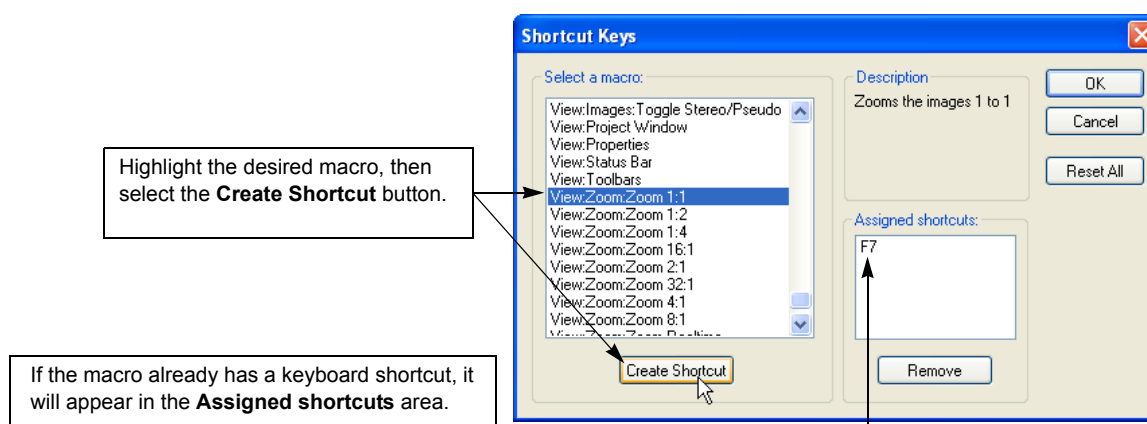 Shortcut Keys
Select a macro:
View:Images:Toggle Stereo/Pseudo
View:Project Window
View:Properties
View:Status Bar
View:Toolbars
View:Zoom:Zoom 1:1
View:Zoom:Zoom 1:2
View:Zoom:Zoom 1:4
View:Zoom:Zoom 16:1
View:Zoom:Zoom 2:1
View:Zoom:Zoom 32:1
View:Zoom:Zoom 4:1
View:Zoom:Zoom 8:1
View:Zoom:Zoom Realtime
Create Shortcut
Description
Zooms the images 1 to 1
Assigned shortcuts:
F7
Remove
OK
Cancel
Reset All
Highlight the desired macro, then
select the Create Shortcut button.
If the macro already has a keyboard shortcut, it
will appear in the Assigned shortcuts area.